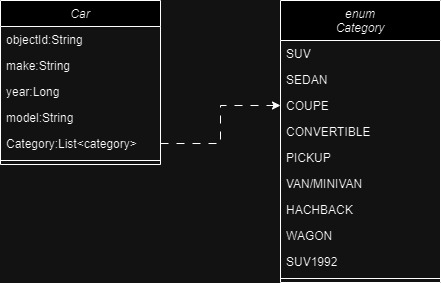 Car
objectId:String
make:String
year:Long
model:String
Category:List<category>
enum
Category
SUV
SEDAN
COUPE
CONVERTIBLE
PICKUP
VAN/MINIVAN
HACHBACK
WAGON
SUV1992